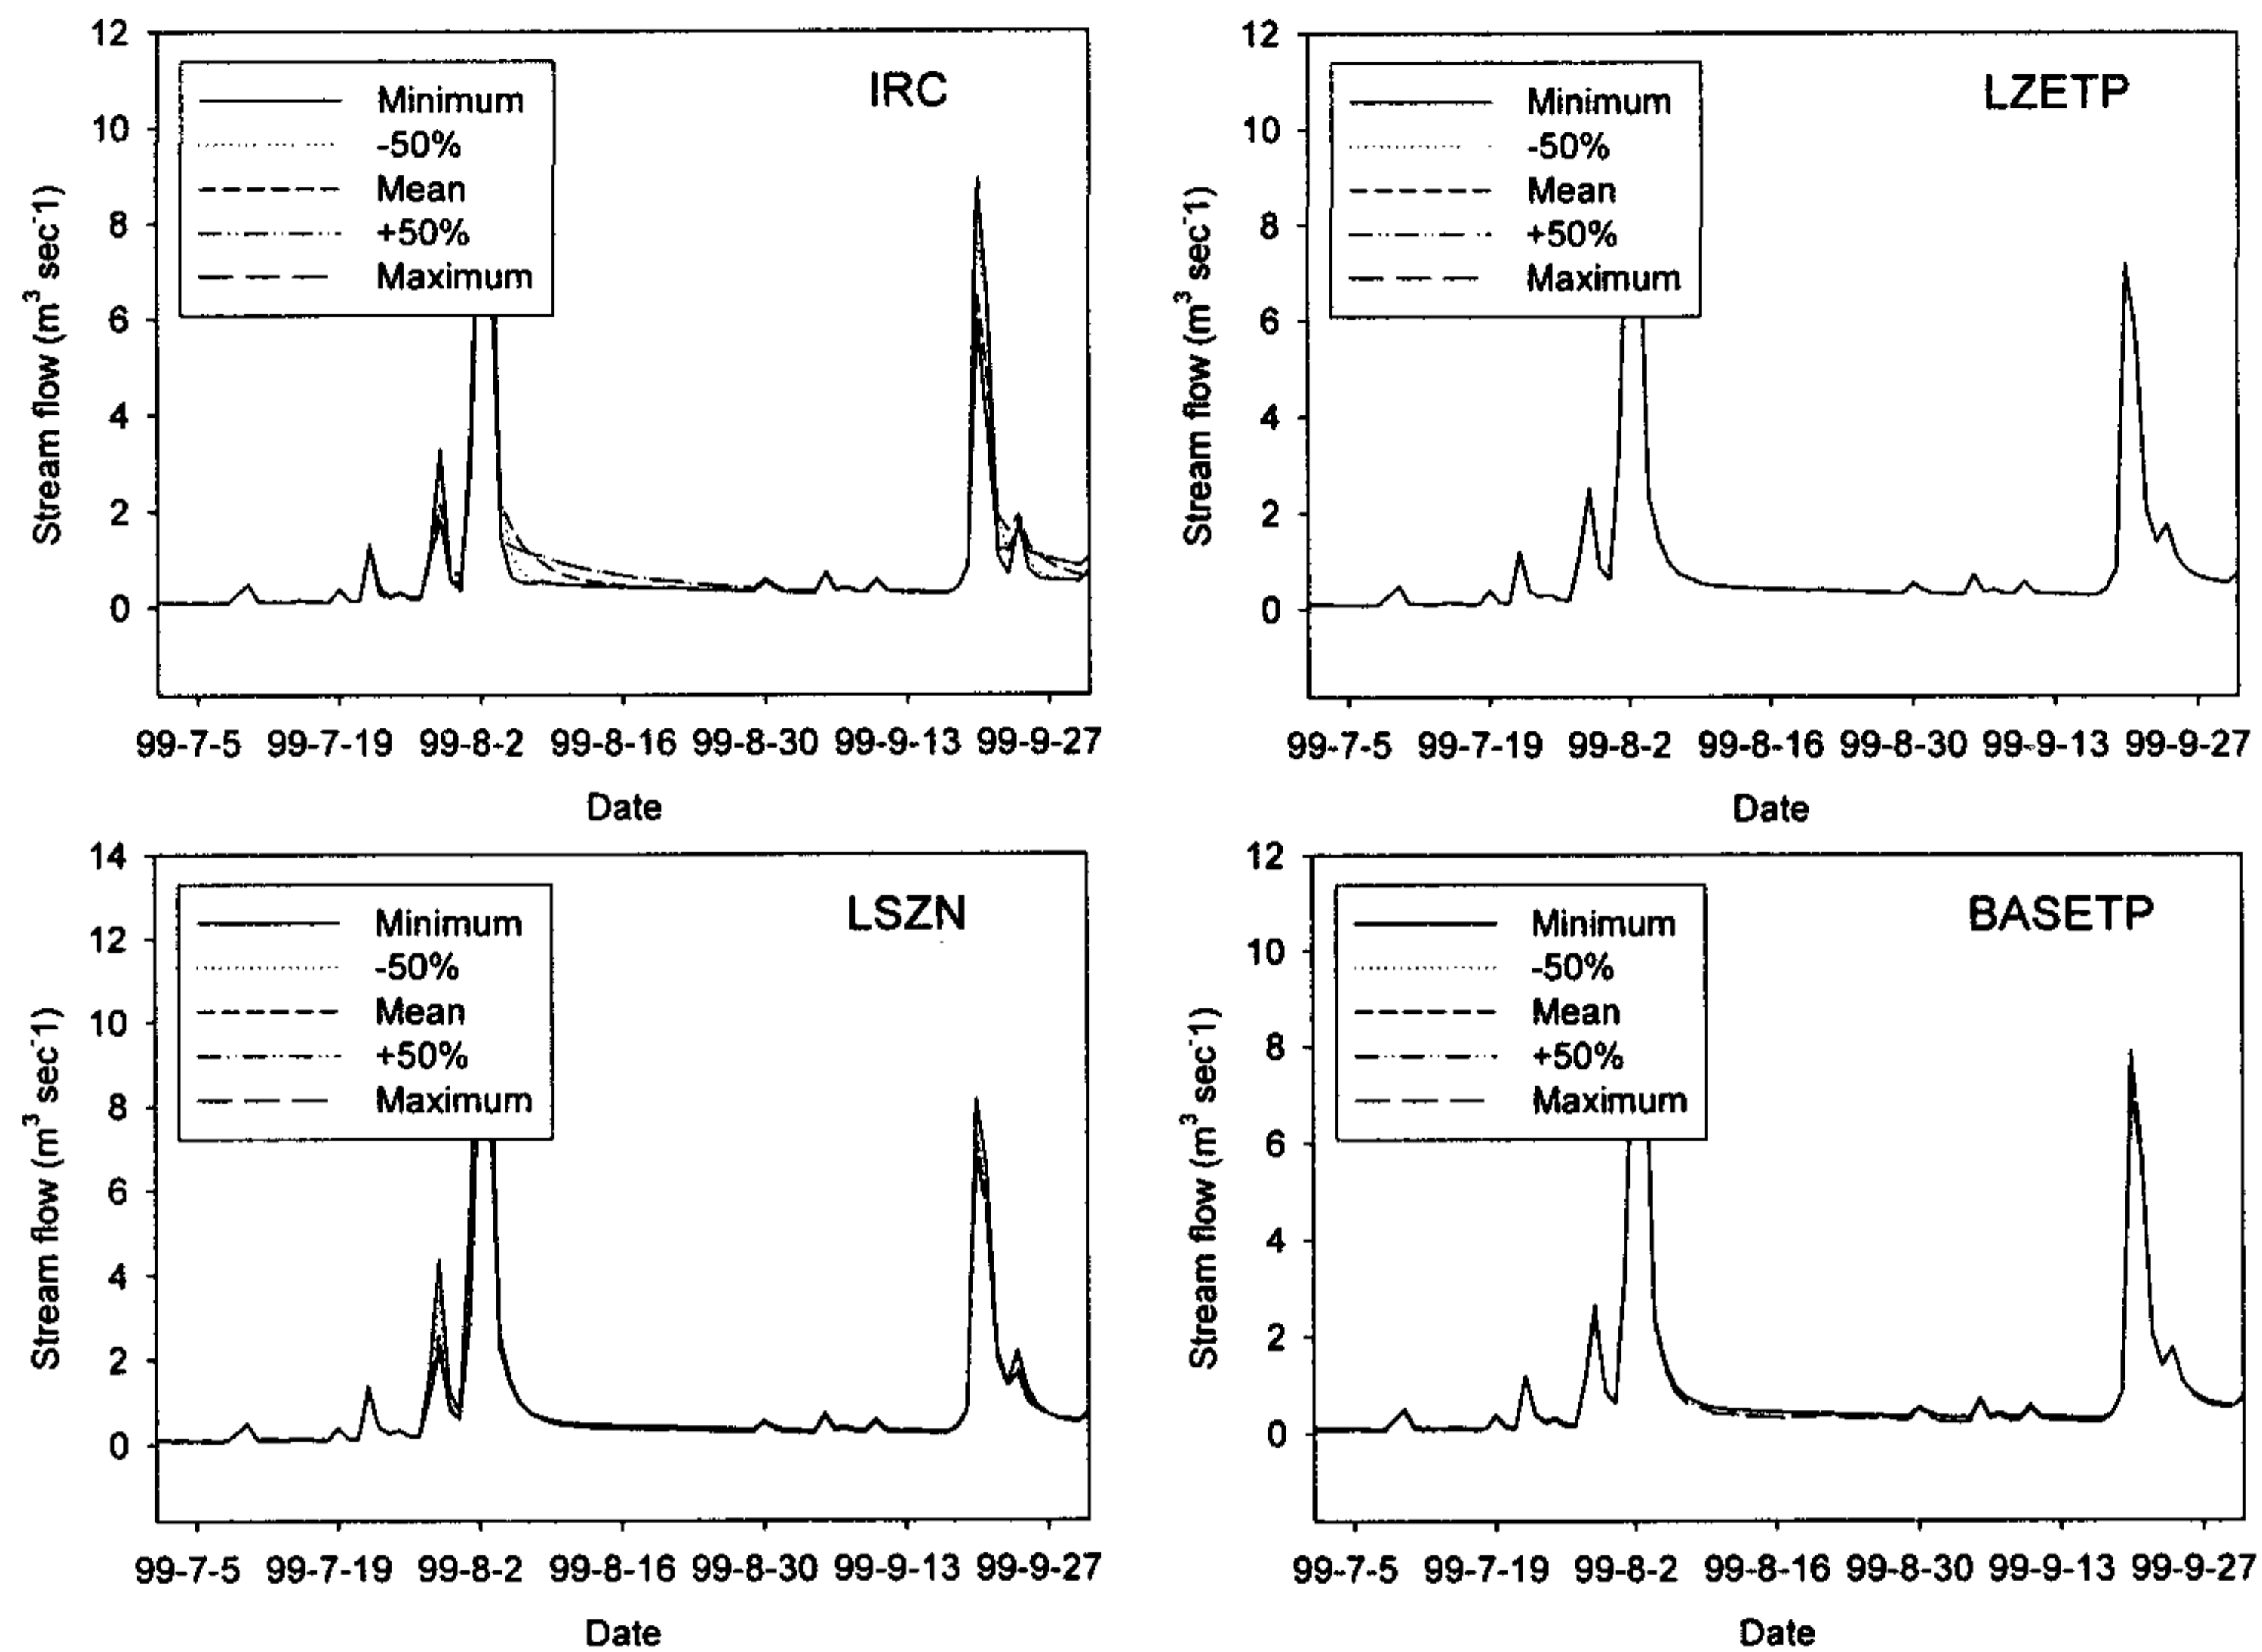 IRC
Minimum
-50%
Mean
+50%
Maximum
Stream flow (m³ sec⁻¹)
12
10
8
6
4
2
0
99-7-5 99-7-19 99-8-2 99-8-16 99-8-30 99-9-13 99-9-27
Date
LZETP
Minimum
-50%
Mean
+50%
Maximum
Stream flow (m³ sec⁻¹)
12
10
8
6
4
2
0
99-7-5 99-7-19 99-8-2 99-8-16 99-8-30 99-9-13 99-9-27
Date
LSZN
Minimum
-50%
Mean
+50%
Maximum
Stream flow (m³ sec⁻¹)
14
12
10
8
6
4
2
0
99-7-5 99-7-19 99-8-2 99-8-16 99-8-30 99-9-13 99-9-27
Date
BASETP
Minimum
-50%
Mean
+50%
Maximum
Stream flow (m³ sec⁻¹)
12
10
8
6
4
2
0
99-7-5 99-7-19 99-8-2 99-8-16 99-8-30 99-9-13 99-9-27
Date